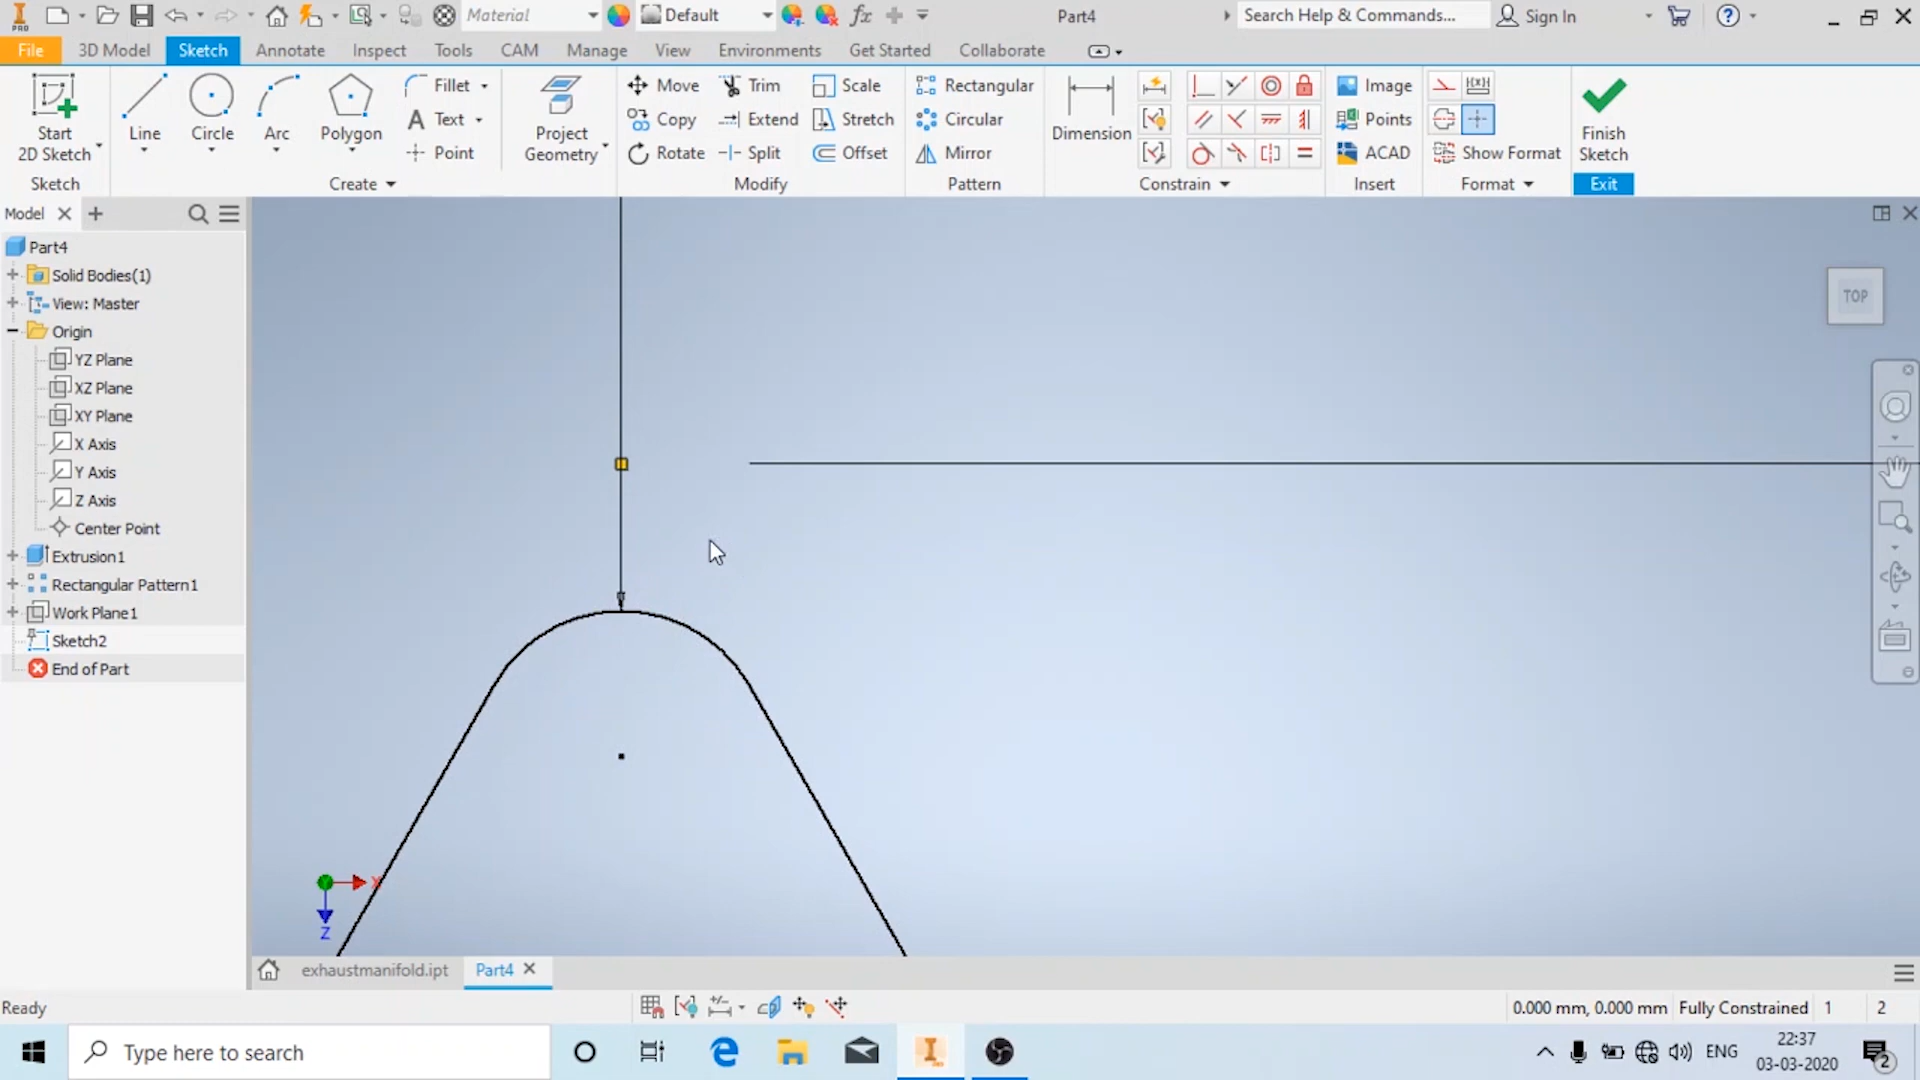 PRO
Material
Default
fx
Part4
Search Help & Commands...
Sign In
File
3D Model
Sketch
Annotate
Inspect
Tools
CAM
Manage
View
Environments
Get Started
Collaborate
Start
2D Sketch
Sketch
Line
Circle
Arc
Polygon
Fillet
Text
Point
Create
Project
Geometry
Move
Trim
Scale
Copy
Extend
Stretch
Rotate
Split
Offset
Modify
Rectangular
Circular
Mirror
Pattern
Dimension
Constrain
Image
Points
ACAD
Insert
Show Format
Format
Finish
Sketch
Exit
Model
Part4
Solid Bodies(1)
View: Master
Origin
YZ Plane
XZ Plane
XY Plane
X Axis
Y Axis
Z Axis
Center Point
Extrusion1
Rectangular Pattern1
Work Plane1
Sketch2
End of Part
TOP
X
Z
exhaustmanifold.ipt
Part4
Ready
0.000 mm, 0.000 mm
Fully Constrained
1
2
Type here to search
ENG
22:37
03-03-2020
2